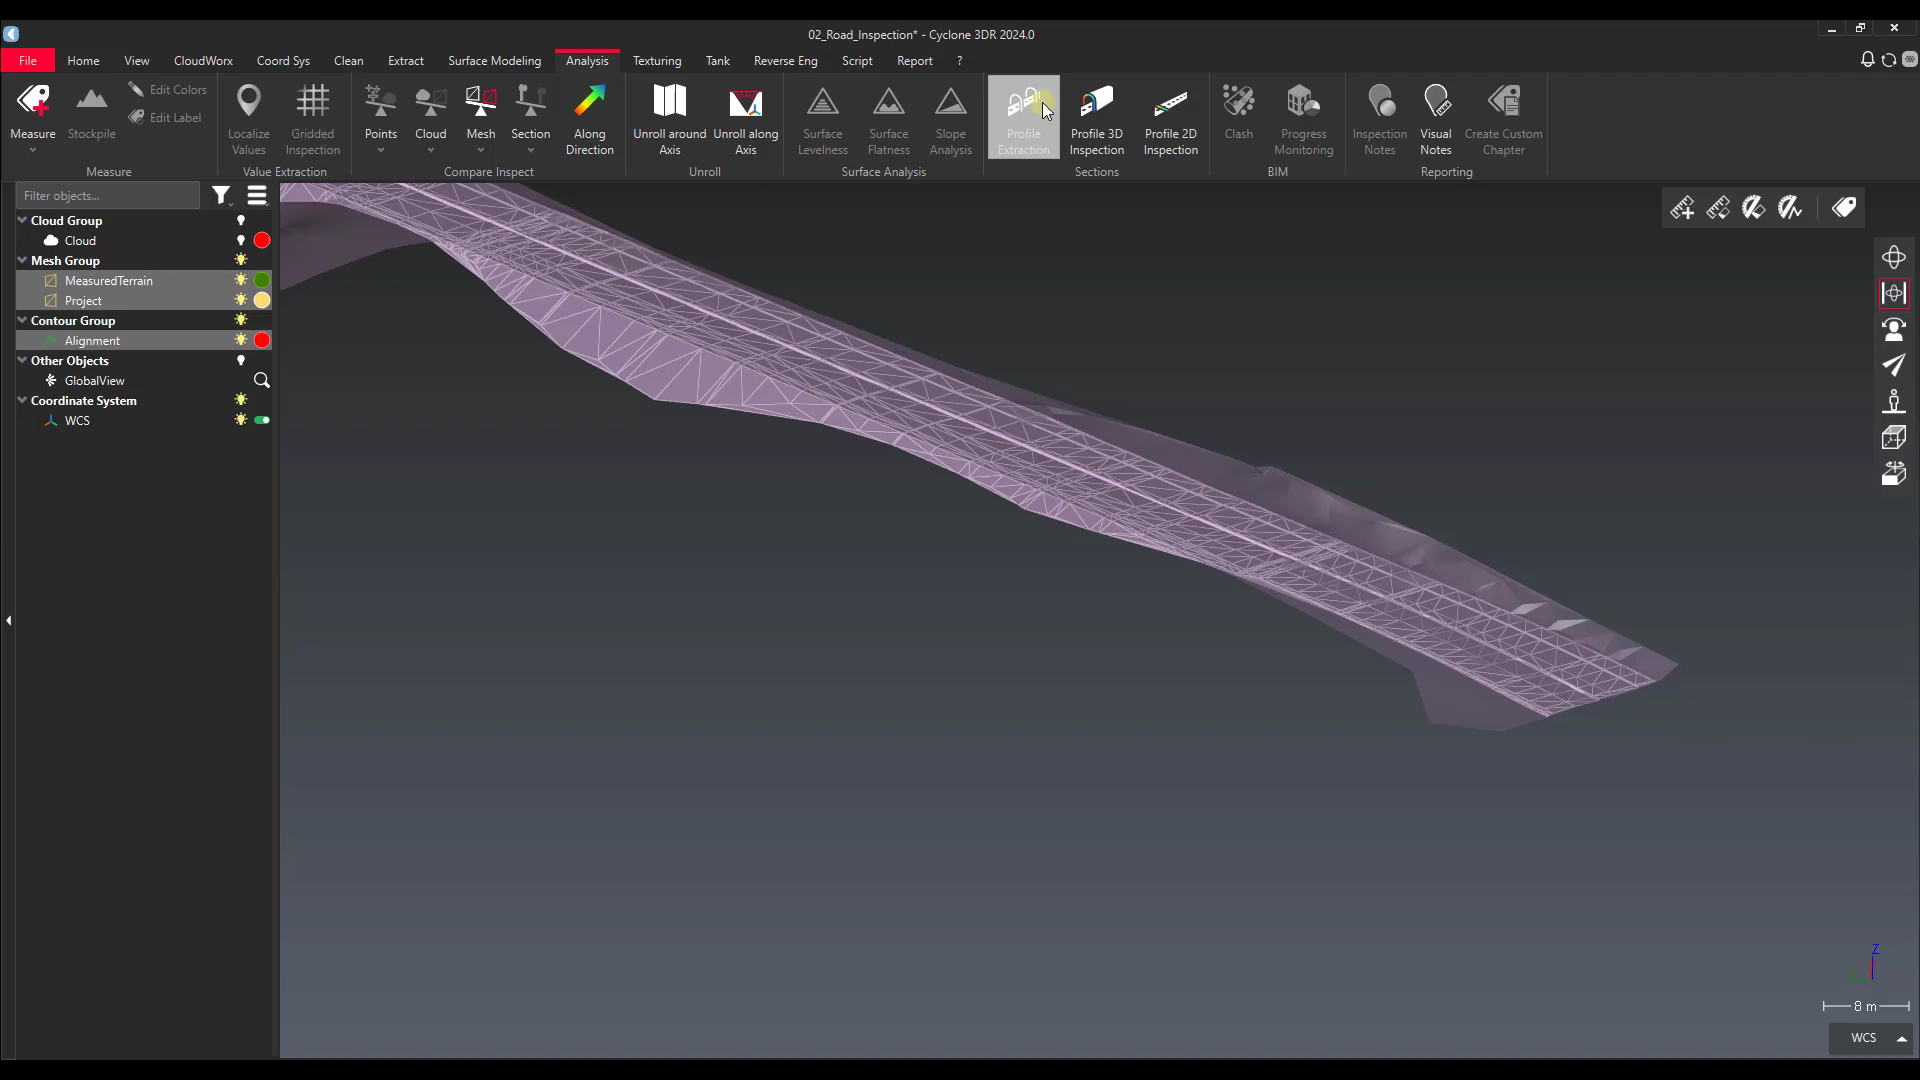 02_Road_Inspection* - Cyclone 3DR 2024.0
File Home View CloudWorx Coord Sys Clean Extract Surface Modeling Analysis Texturing Tank Reverse Eng Script Report ?
Measure
Stockpile
Edit Colors
Edit Label
Measure
Localize
Values
Gridded
Inspection
Value Extraction
Points
Cloud
Mesh
Section
Along
Direction
Compare Inspect
Unroll around
Axis
Unroll along
Axis
Unroll
Surface
Levelness
Surface
Flatness
Slope
Analysis
Surface Analysis
Profile
Extraction
Profile 3D
Inspection
Profile 2D
Inspection
Sections
Clash
Progress
Monitoring
BIM
Inspection
Notes
Visual
Notes
Create Custom
Chapter
Reporting
Filter objects...
Cloud Group
Cloud
Mesh Group
MeasuredTerrain
Project
Contour Group
Alignment
Other Objects
GlobalView
Coordinate System
WCS
Z
8 m
WCS